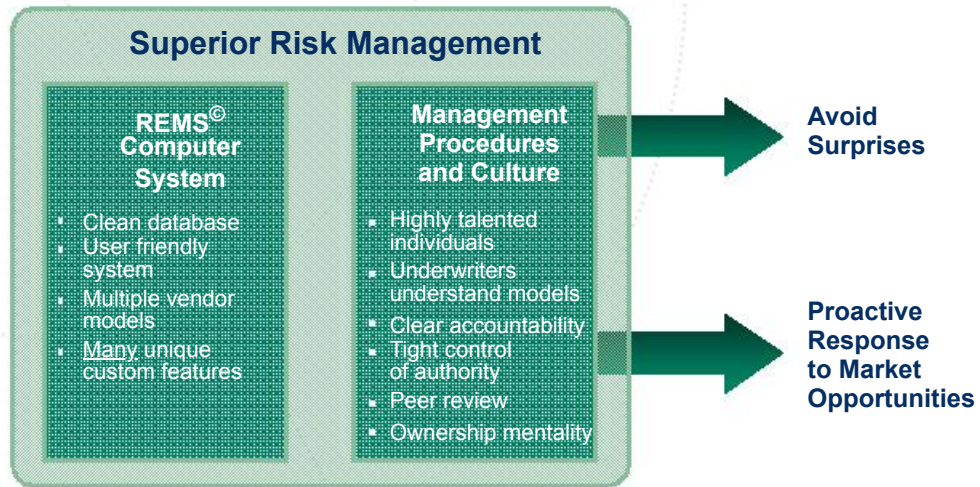 Superior Risk Management
REMS©
Computer
System
▪ Clean database
▪ User friendly
system
▪ Multiple vendor
models
▪ Many unique
custom features
Management
Procedures
and Culture
▪ Highly talented
individuals
▪ Underwriters
understand models
▪ Clear accountability
▪ Tight control
of authority
▪ Peer review
▪ Ownership mentality
Avoid
Surprises
Proactive
Response
to Market
Opportunities